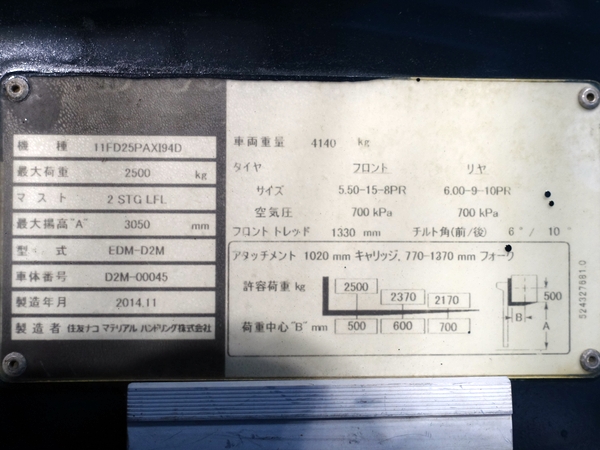 機 種 11FD25PAXI94D
最大荷重 2500 kg
マスト 2 STG LFL
最大揚高"A" 3050 mm
型 式 EDM-D2M
車体番号 D2M-00045
製造年月 2014.11
製造者 住友ナコ マテリアル ハンドリング株式会社
車両重量 4140 kg
タイヤ フロント リヤ
サイズ 5.50-15-8PR 6.00-9-10PR
空気圧 700 kPa 700 kPa
フロント トレッド 1330 mm チルト角(前/後) 6°/ 10°
アタッチメント 1020 mm キャリッジ, 770-1370 mm フォーク
許容荷重 kg 2500 2370 2170
荷重中心"B"mm 500 600 700
500
B
A